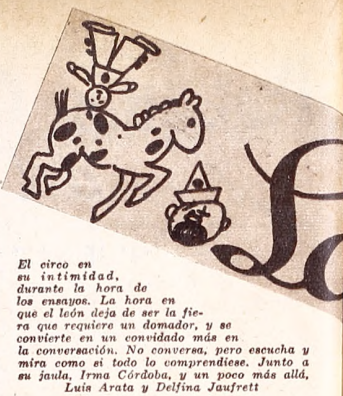 Lo
El circo en
su intimidad,
durante la hora de
los ensayos. La hora en
que el león deja de ser la fie-
ra que requiere un domador, y se
convierte en un convidado más en
la conversación. No conversa, pero escucha y
mira como si todo lo comprendiese. Junto a
su jaula, Irma Córdoba, y un poco más allá,
Luis Arata y Delfina Jaufrett